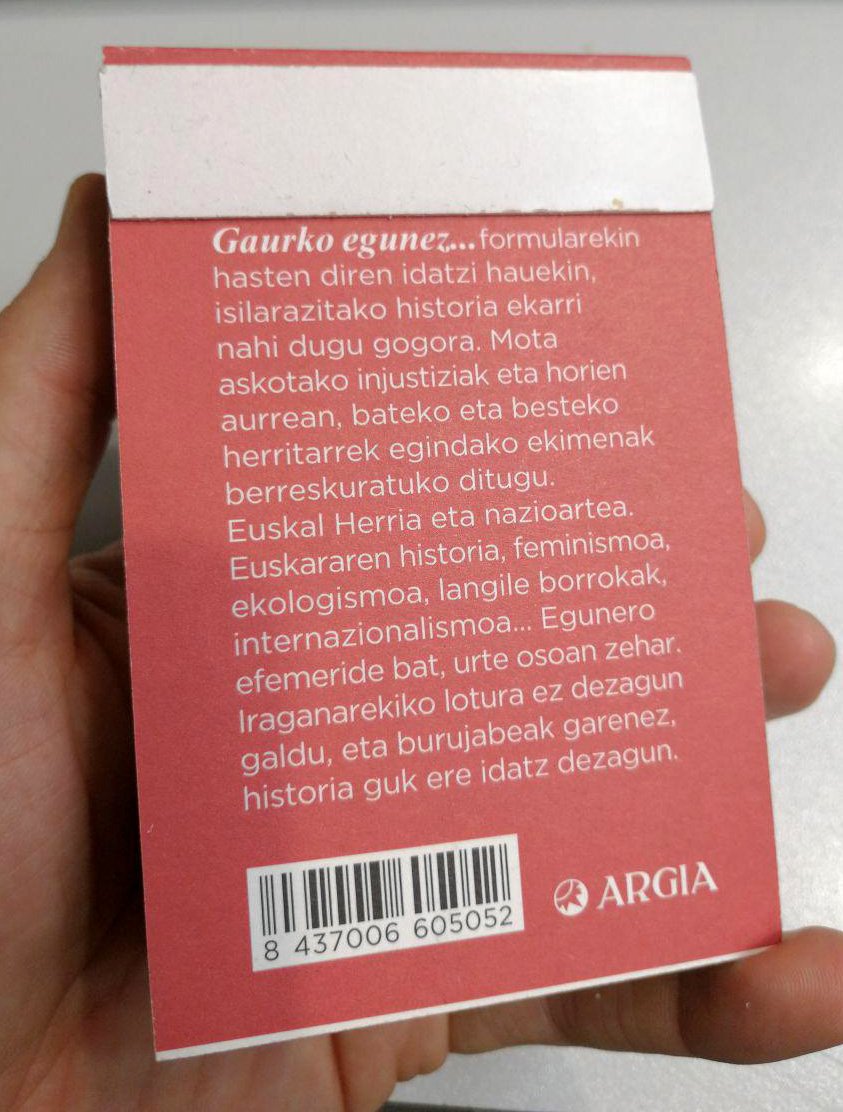 Gaurko egunez... formularekin
hasten diren idatzi hauekin,
isilarazitako historia ekarri
nahi dugu gogora. Mota
askotako injustiziak eta horien
aurrean, bateko eta besteko
herritarrek egindako ekimenak
berreskuratuko ditugu.
Euskal Herria eta nazioartea.
Euskararen historia, feminismoa,
ekologismoa, langile borrokak,
internazionalismoa... Egunero
efemeride bat, urte osoan zehar.
Iraganarekiko lotura ez dezagun
galdu, eta burujabeak garenez,
historia guk ere idatz dezagun.
8 437006 605052
ARGIA